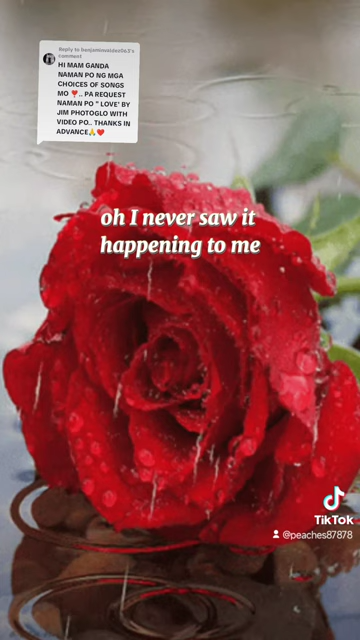 Reply to benjaminvaldeolla3's
comment
HI MAM GANDA
NAMAN PO NG MGA
CHOICES OF SONGS
MO ❣️.. PA REQUEST
NAMAN PO " LOVE' BY
JIM PHOTOGLO WITH
VIDEO PO.. THANKS IN
ADVANCE🙏❤️
oh I never saw it
happening to me
TikTok
@peaches87878